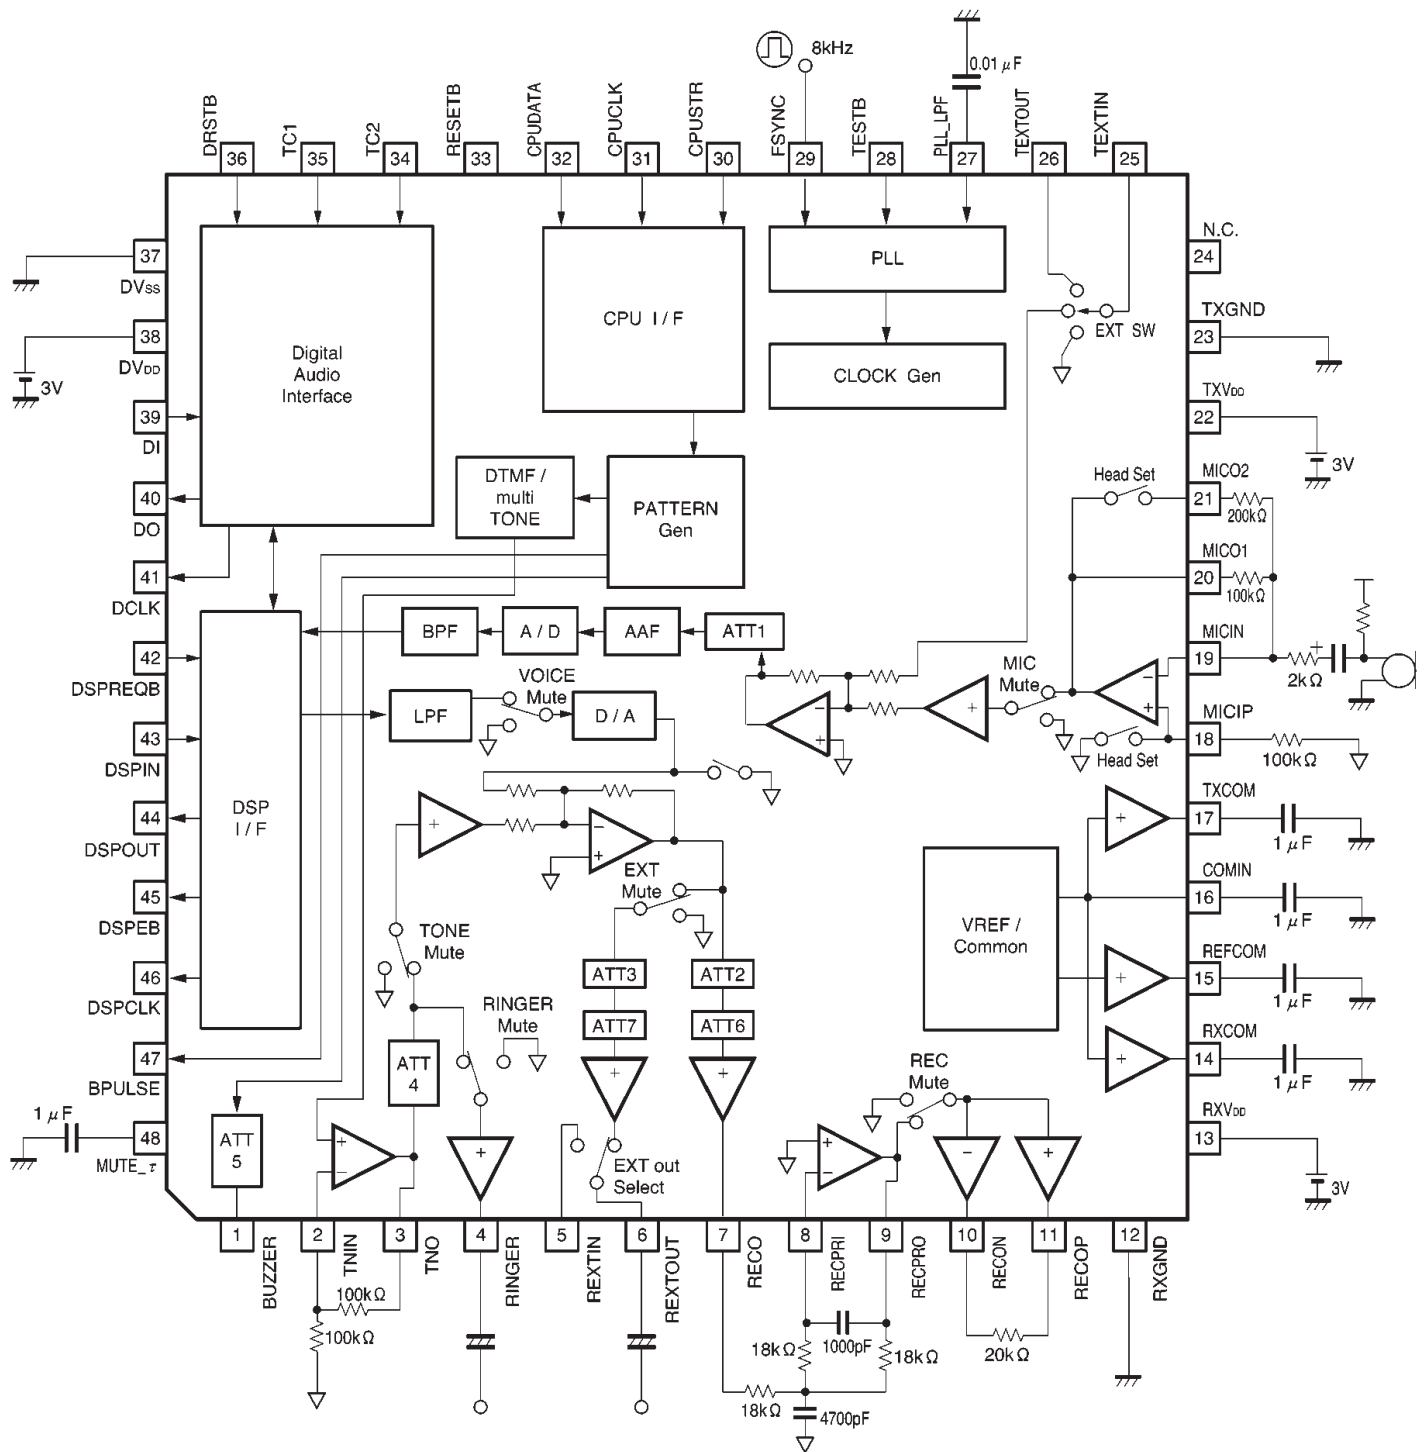 8kHz
0.01μF
DRSTB
TC1
TC2
RESETB
CPUDATA
CPUCLK
CPUSTR
FSYNC
TESTB
PLL_LPF
TEXTOUT
TEXTIN
36
35
34
33
32
31
30
29
28
27
26
25
37
DVSS
38
DVDD
3V
39
DI
40
DO
41
DCLK
42
DSPREQB
43
DSPIN
44
DSPOUT
45
DSPEB
46
DSPCLK
47
BPULSE
1μF
48
MUTE_τ
N.C.
24
TXGND
23
TXVDD
22
3V
MICO2
21
200kΩ
MICO1
20
100kΩ
MICIN
19
2kΩ
+
MICIP
18
100kΩ
TXCOM
17
1μF
COMIN
16
1μF
REFCOM
15
1μF
RXCOM
14
1μF
RXVDD
13
3V
Digital
Audio
Interface
CPU I/F
PLL
CLOCK Gen
EXT SW
DTMF /
multi
TONE
PATTERN
Gen
Head Set
BPF
A/D
AAF
ATT1
MIC
Mute
VOICE
Mute
LPF
D/A
+
-
+
-
+
Head Set
DSP
I/F
+
-
+
EXT
Mute
TONE
Mute
ATT3
ATT2
ATT7
ATT6
RINGER
Mute
ATT
4
+
+
REC
Mute
VREF /
Common
+
+
+
ATT
5
+
-
+
EXT out
Select
+
-
-
+
1
2
3
4
5
6
7
8
9
10
11
12
BUZZER
TNIN
TNO
RINGER
REXTIN
REXTOUT
RECO
RECPRI
RECPRO
RECON
RECOP
RXGND
100kΩ
100kΩ
18kΩ
1000pF
18kΩ
20kΩ
18kΩ
4700pF